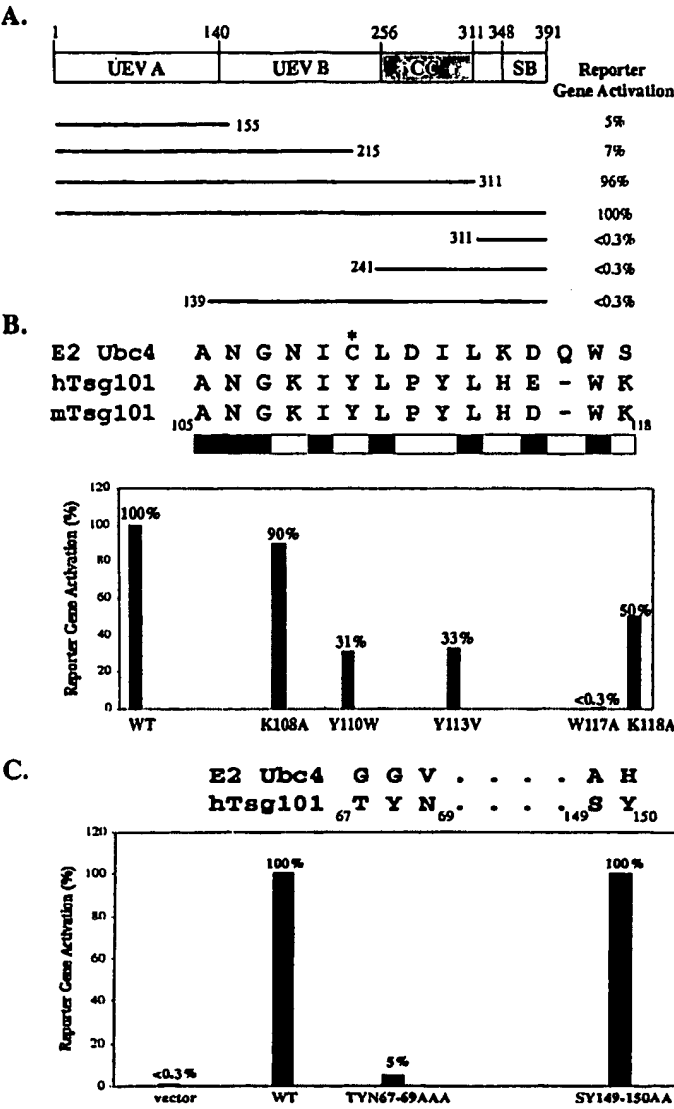 A.
1 140 256 311 348 391
UEV A UEV B CC SB
Reporter
Gene Activation
155 5%
215 7%
311 96%
100%
311 <0.3%
241 <0.3%
139 <0.3%
B.
*
E2 Ubc4 A N G N I C L D I L K D Q W S
hTsg101 A N G K I Y L P Y L H E - W K
mTsg101 A N G K I Y L P Y L H D - W K
105 118
Reporter Gene Activation (%)
120
100
80
60
40
20
0
100% 90% 31% 33% <0.3% 50%
WT K108A Y110W Y113V W117A K118A
C.
E2 Ubc4 G G V . . . . A H
hTsg101 T Y N . . . . S Y
67 69 149 150
Reporter Gene Activation (%)
120
100
80
60
40
20
0
<0.3% 100% 5% 100%
vector WT TYN67-69AAA SY149-150AA